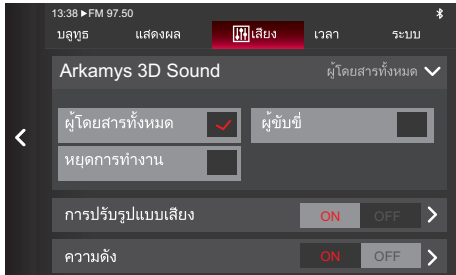 13:38 ▸FM 97.50
บลูทูธ แสดงผล เสียง เวลา ระบบ
Arkamys 3D Sound ผู้โดยสารทั้งหมด
ผู้โดยสารทั้งหมด ผู้ขับขี่
หยุดการทำงาน
การปรับรูปแบบเสียง ON OFF
ความดัง ON OFF